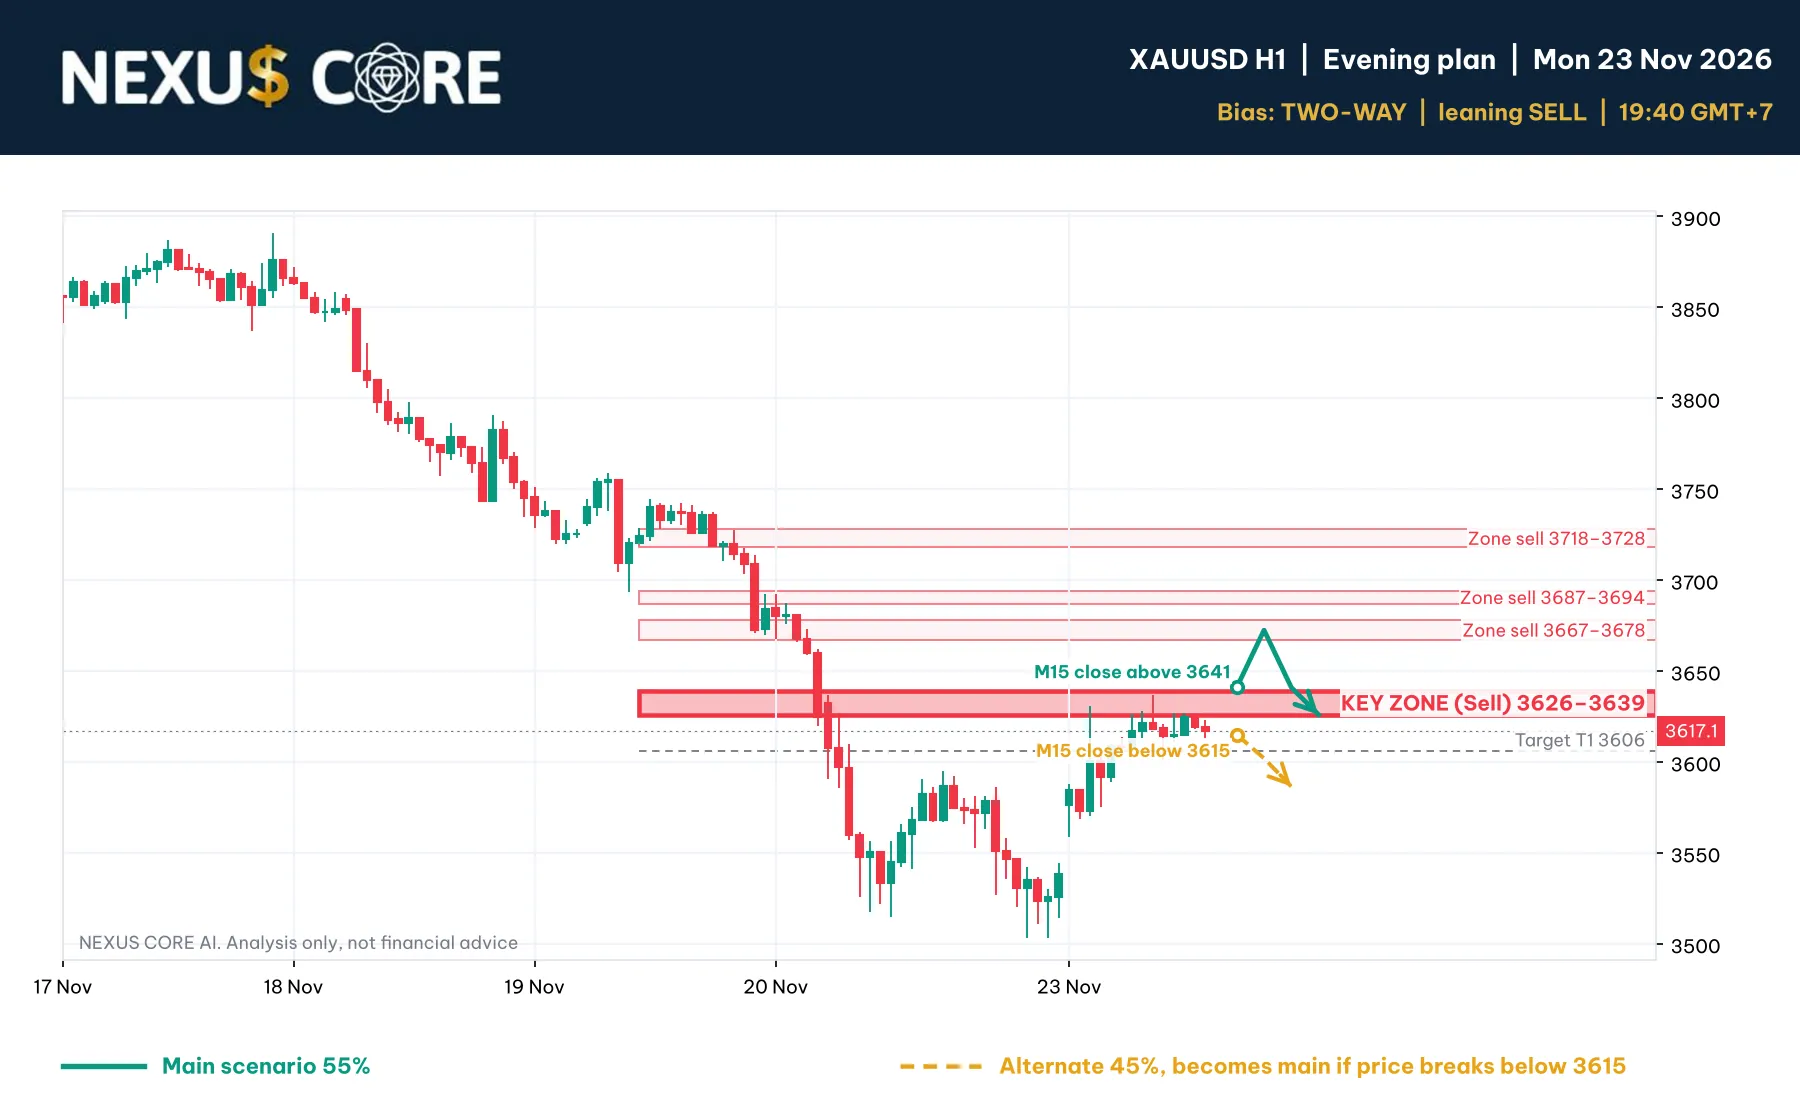 NEXU$ CORE
XAUUSD H1 | Evening plan | Mon 23 Nov 2026
Bias: TWO-WAY | leaning SELL | 19:40 GMT+7
3900
3850
3800
3750
Zone sell 3718–3728
3700
Zone sell 3687–3694
Zone sell 3667–3678
M15 close above 3641
3650
KEY ZONE (Sell) 3626–3639
3617.1
Target T1 3606
M15 close below 3615
3600
3550
NEXUS CORE AI. Analysis only, not financial advice
3500
17 Nov
18 Nov
19 Nov
20 Nov
23 Nov
Main scenario 55%
Alternate 45%, becomes main if price breaks below 3615